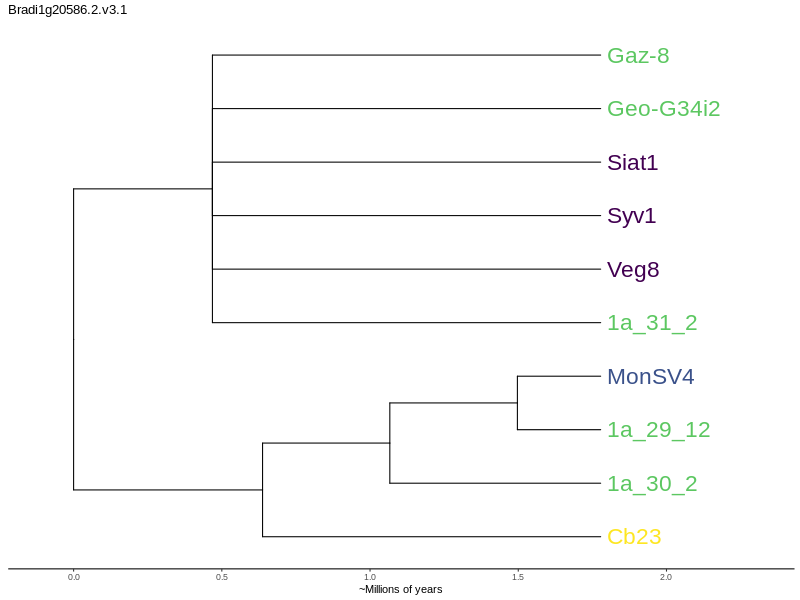 Bradi1g20586.2.v3.1
Gaz-8
Geo-G34i2
Siat1
Syv1
Veg8
1a_31_2
MonSV4
1a_29_12
1a_30_2
Cb23
0.0 0.5 1.0 1.5 2.0
~Millions of years